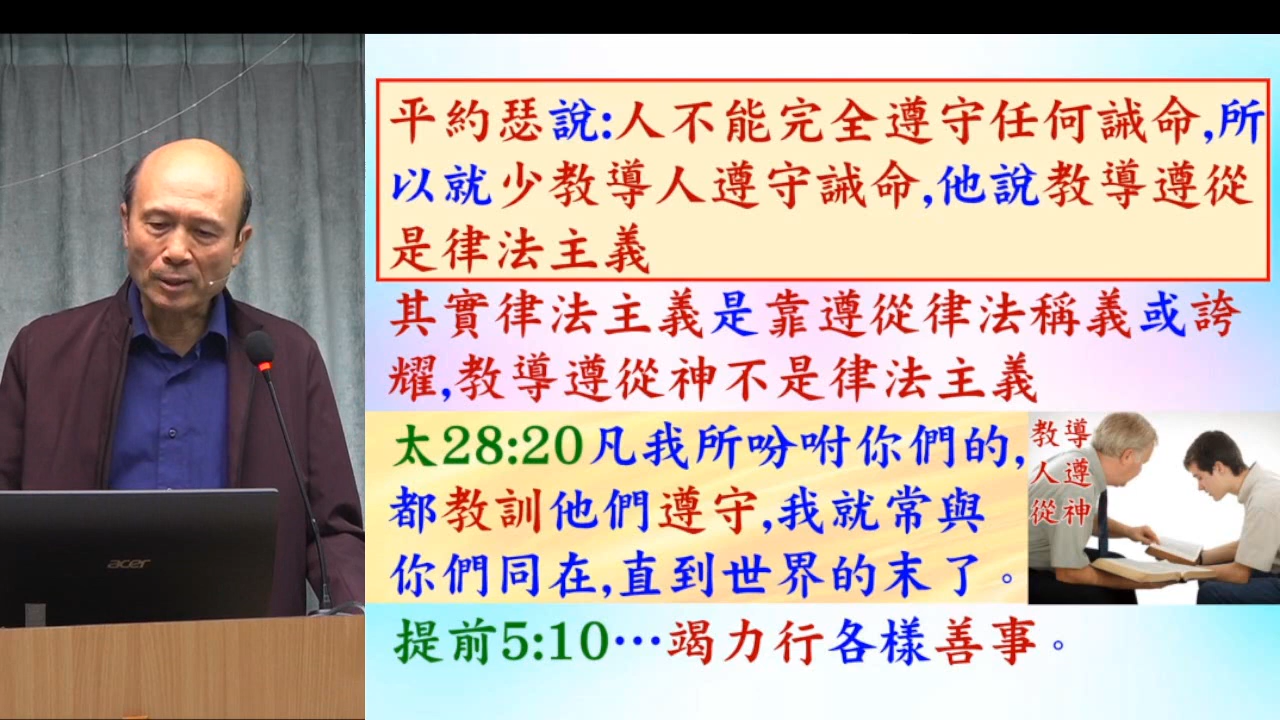 平約瑟說:人不能完全遵守任何誡命,所
以就少教導人遵守誡命,他說教導遵從
是律法主義
其實律法主義是靠遵從律法稱義或誇
耀,教導遵從神不是律法主義
太28:20凡我所吩咐你們的,
都教訓他們遵守,我就常與
你們同在,直到世界的末了。
教導
人遵
從神
提前5:10…竭力行各樣善事。
acer